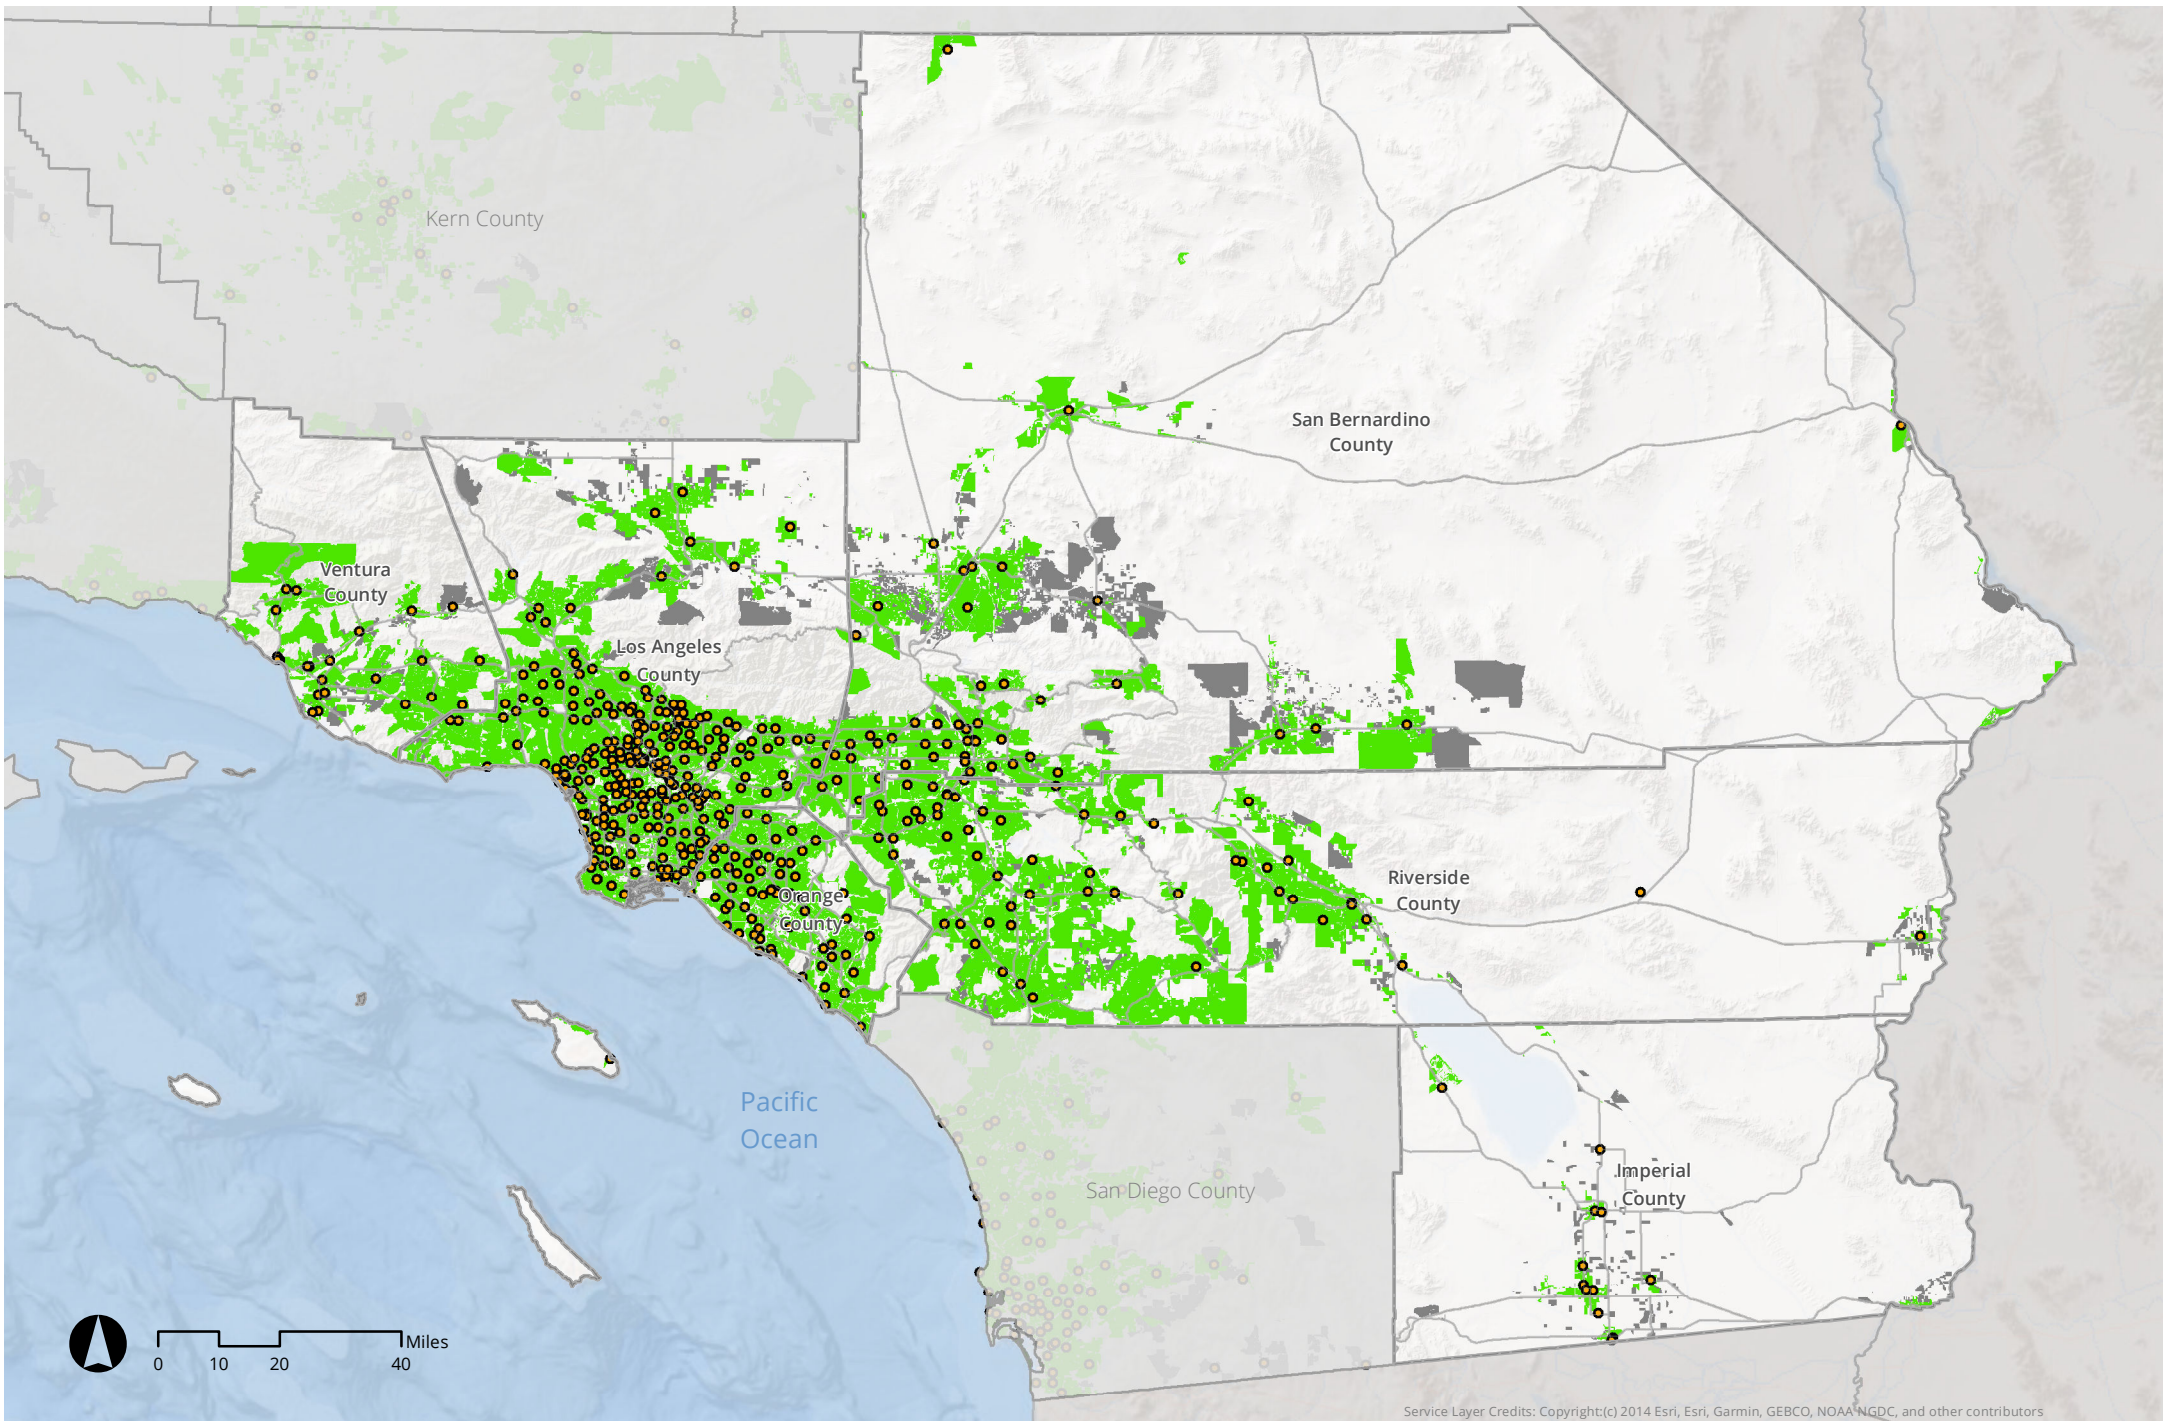 Kern County
San Bernardino
County
Ventura
County
Los Angeles
County
Riverside
County
Orange
County
Pacific
Ocean
San Diego County
Imperial
County
Miles
0 10 20 40
Service Layer Credits: Copyright:(c) 2014 Esri, Esri, Garmin, GEBCO, NOAA NGDC, and other contributors